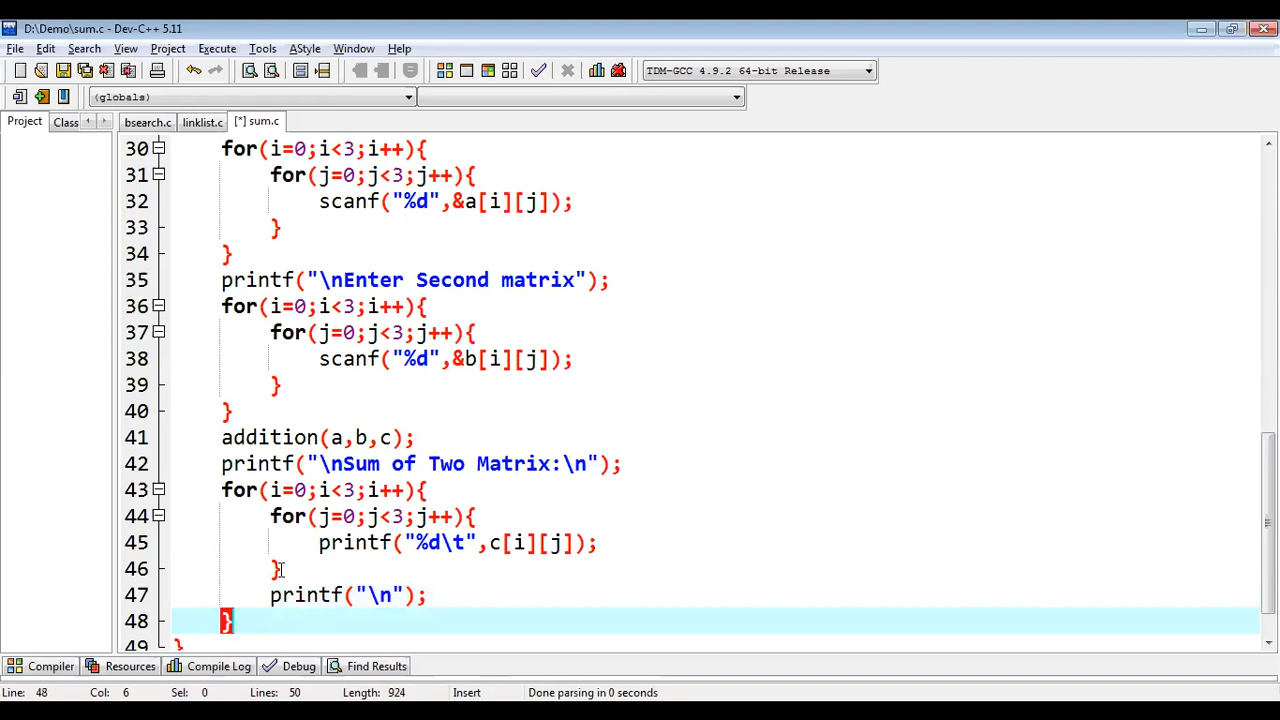 D:\Demo\sum.c - Dev-C++ 5.11
File Edit Search View Project Execute Tools AStyle Window Help
TDM-GCC 4.9.2 64-bit Release
(globals)
Project Class bsearch.c linklist.c [*] sum.c
30 for(i=0;i<3;i++){
31 for(j=0;j<3;j++){
32 scanf("%d",&a[i][j]);
33 }
34 }
35 printf("\nEnter Second matrix");
36 for(i=0;i<3;i++){
37 for(j=0;j<3;j++){
38 scanf("%d",&b[i][j]);
39 }
40 }
41 addition(a,b,c);
42 printf("\nSum of Two Matrix:\n");
43 for(i=0;i<3;i++){
44 for(j=0;j<3;j++){
45 printf("%d\t",c[i][j]);
46 }
47 printf("\n");
48 }
49 }
Compiler Resources Compile Log Debug Find Results
Line: 48 Col: 6 Sel: 0 Lines: 50 Length: 924 Insert Done parsing in 0 seconds